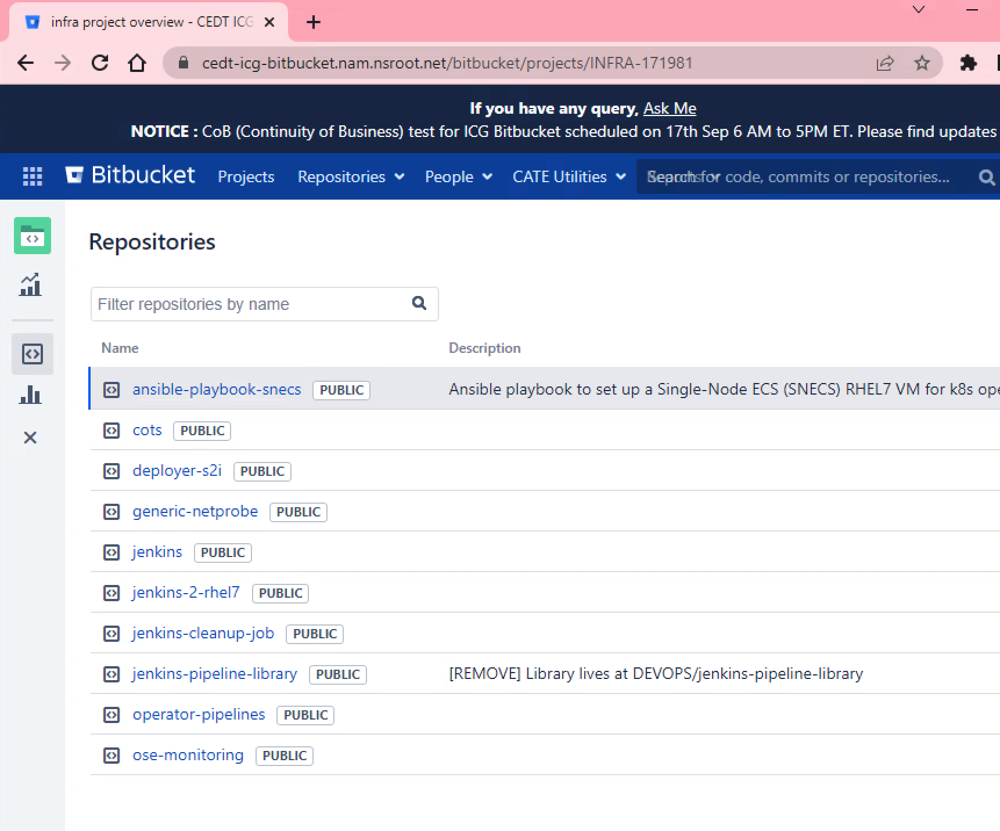 infra project overview - CEDT ICG
cedt-icg-bitbucket.nam.nsroot.net/bitbucket/projects/INFRA-171981
If you have any query, Ask Me
NOTICE : CoB (Continuity of Business) test for ICG Bitbucket scheduled on 17th Sep 6 AM to 5PM ET. Please find updates
Bitbucket Projects Repositories People CATE Utilities Search for code, commits or repositories...
Repositories
Filter repositories by name
Name Description
ansible-playbook-snecs PUBLIC Ansible playbook to set up a Single-Node ECS (SNECS) RHEL7 VM for k8s ope
cots PUBLIC
deployer-s2i PUBLIC
generic-netprobe PUBLIC
jenkins PUBLIC
jenkins-2-rhel7 PUBLIC
jenkins-cleanup-job PUBLIC
jenkins-pipeline-library PUBLIC [REMOVE] Library lives at DEVOPS/jenkins-pipeline-library
operator-pipelines PUBLIC
ose-monitoring PUBLIC